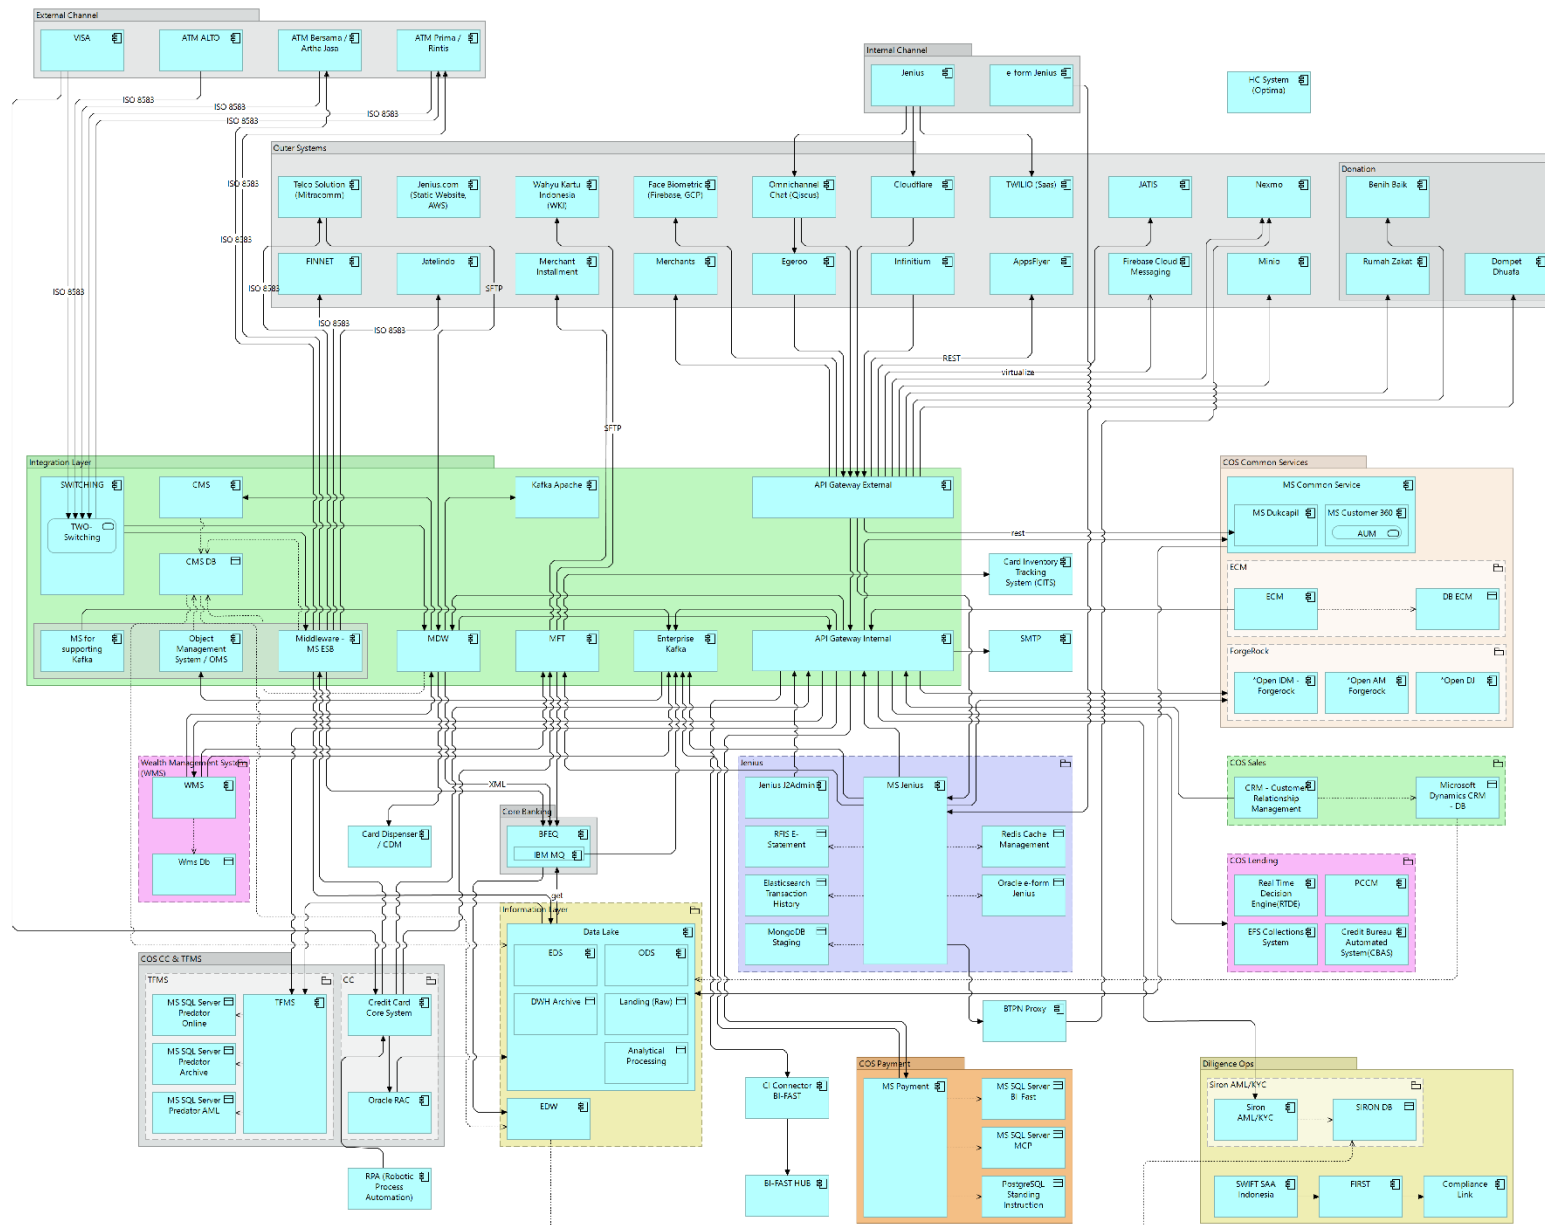 External Channel
VISA
ATM ALTO
ATM Bersama /
Artha Jasa
ATM Prima /
Rintis
Internal Channel
Jenius
e-form Jenius
HC System
(Optima)
ISO 8583
ISO 8583
ISO 8583
ISO 8583
Outer Systems
Donation
Telco Solution
(Mitracomm)
Jenius.com
(Static Website,
AWS)
Wahyu Kartu
Indonesia
(WKI)
Face Biometric
(Firebase, GCP)
Omnichannel
Chat (Qiscus)
Cloudflare
TWILIO (Saas)
JATIS
Nexmo
Benih Baik
ISO 8583
ISO 8583
FINNET
Jatelindo
Merchant
Installment
Merchants
Egeroo
Infinitium
AppsFlyer
Firebase Cloud
Messaging
Minio
Rumah Zakat
Dompet
Dhuafa
ISO 8583
ISO 8583
SFTP
ISO 8583
ISO 8583
REST
virtualize
SFTP
Integration Layer
SWITCHING
TWO-
Switching
CMS
Kafka Apache
API Gateway External
CMS DB
MS for
supporting
Kafka
Object
Management
System / OMS
Middleware -
MS ESB
MDW
MFT
Enterprise
Kafka
API Gateway Internal
Card Inventory
Tracking
System (CITS)
SMTP
rest
COS Common Services
MS Common Service
MS Dukcapil
MS Customer 360
AUM
ECM
ECM
DB ECM
ForgeRock
*Open IDM -
Forgerock
*Open AM
Forgerock
*Open DJ
Wealth Management System
(WMS)
WMS
Wms Db
XML
Card Dispenser
/ CDM
Core Banking
BFEQ
IBM MQ
get
Jenius
Jenius J2Admin
MS Jenius
RFIS E-
Statement
Redis Cache
Management
Elasticsearch
Transaction
History
Oracle e-form
Jenius
MongoDB
Staging
COS Sales
CRM - Customer
Relationship
Management
Microsoft
Dynamics CRM
- DB
COS Lending
Real Time
Decision
Engine(RTDE)
PCCM
EFS Collections
System
Credit Bureau
Automated
System(CBAS)
Information Layer
Data Lake
EDS
ODS
DWH Archive
Landing (Raw)
Analytical
Processing
EDW
COS CC & TFMS
TFMS
MS SQL Server
Predator
Online
MS SQL Server
Predator
Archive
MS SQL Server
Predator AML
TFMS
CC
Credit Card
Core System
Oracle RAC
RPA (Robotic
Process
Automation)
BTPN Proxy
CI Connector
BI-FAST
BI-FAST HUB
COS Payment
MS Payment
MS SQL Server
BI Fast
MS SQL Server
MCP
PostgreSQL
Standing
Instruction
Diligence Ops
Siron AML/KYC
Siron
AML/KYC
SIRON DB
SWIFT SAA
Indonesia
FIRST
Compliance
Link